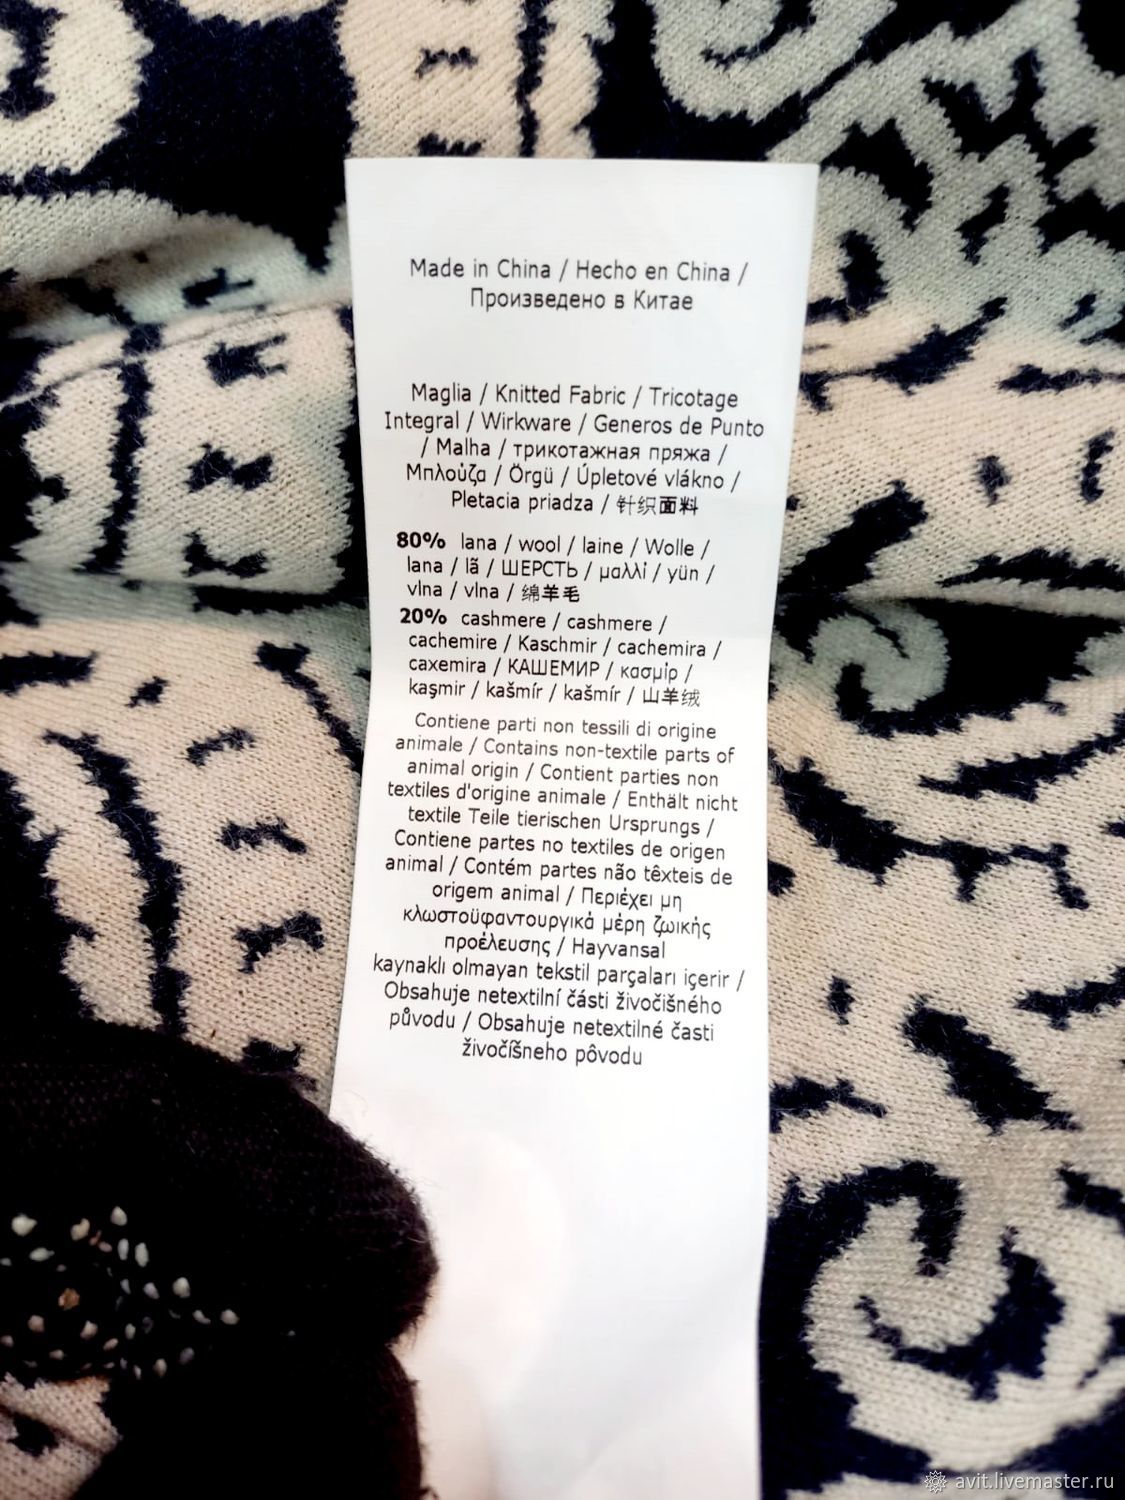 Made in China / Hecho en China /
Произведено в Китае
Maglia / Knitted Fabric / Tricotage
Integral / Wirkware / Generos de Punto
/ Malha / трикотажная пряжа /
Μπλούζα / Örgü / Úpletové vlákno /
Pletacia priadza / 针织面料
80% lana / wool / laine / Wolle /
lana / lã / ШЕРСТЬ / μαλλί / yün /
vlna / vlna / 绵羊毛
20% cashmere / cashmere /
cachemire / Kaschmir / cachemira /
caxemira / КАШЕМИР / κασμίρ /
kaşmir / kašmír / kašmír / 山羊绒
Contiene parti non tessili di origine
animale / Contains non-textile parts of
animal origin / Contient parties non
textiles d'origine animale / Enthält nicht
textile Teile tierischen Ursprungs /
Contiene partes no textiles de origen
animal / Contém partes não têxteis de
origem animal / Περιέχει μη
κλωστοϋφαντουργικά μέρη ζωικής
προέλευσης / Hayvansal
kaynaklı olmayan tekstil parçaları içerir /
Obsahuje netextilní části živočišného
původu / Obsahuje netextilné časti
živočíšneho pôvodu
avit.livemaster.ru